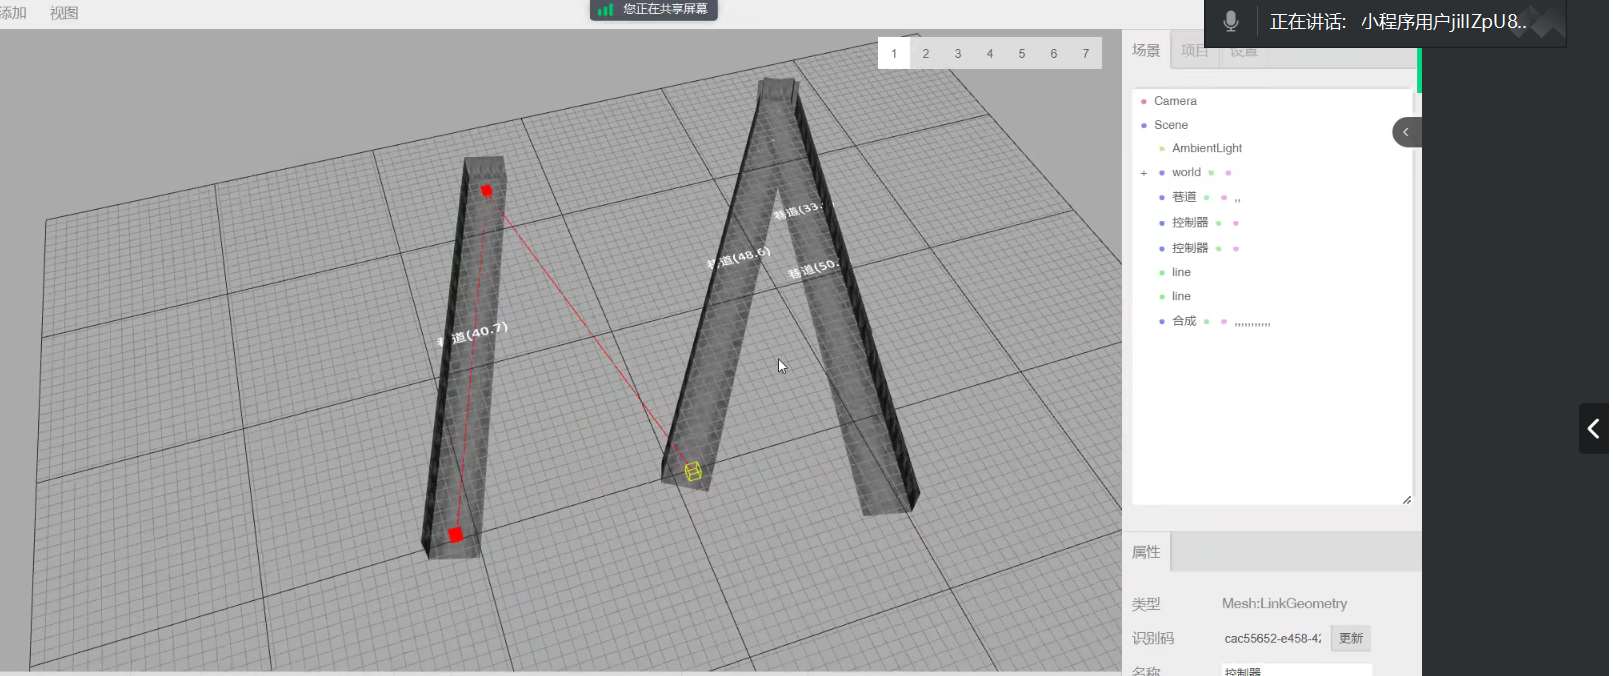 添加 视图
您正在共享屏幕
正在讲话: 小程序用户jillZpU8..
1 2 3 4 5 6 7
场景 项目 设置
Camera
Scene
AmbientLight
+ world
巷道 ,,
控制器
控制器
line
line
合成 ,,,,,,,,,,,
巷道(33.
巷道(48.6)
巷道(50.
巷道(40.7)
属性
类型 Mesh:LinkGeometry
识别码 cac55652-e458-42 更新
名称 控制器